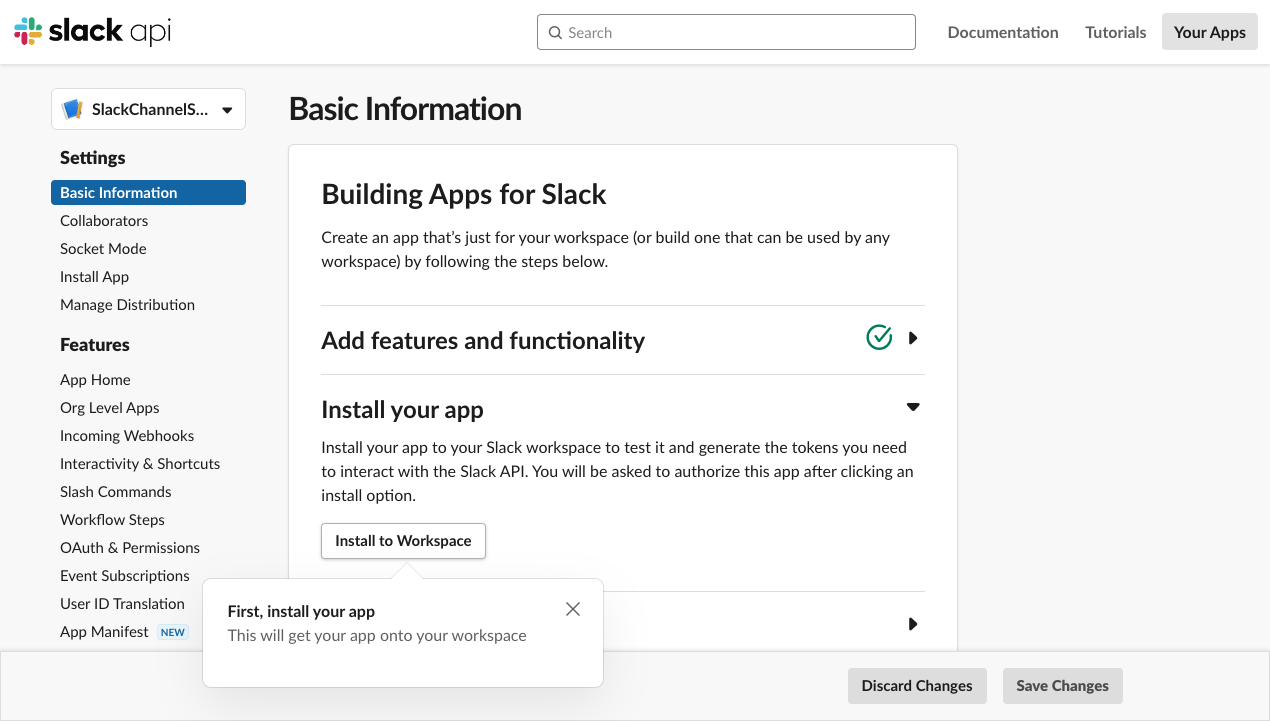 slack api
Search
Documentation
Tutorials
Your Apps
SlackChannelS...
Settings
Basic Information
Collaborators
Socket Mode
Install App
Manage Distribution
Features
App Home
Org Level Apps
Incoming Webhooks
Interactivity & Shortcuts
Slash Commands
Workflow Steps
OAuth & Permissions
Event Subscriptions
User ID Translation
App Manifest NEW
Basic Information
Building Apps for Slack
Create an app that’s just for your workspace (or build one that can be used by any
workspace) by following the steps below.
Add features and functionality
Install your app
Install your app to your Slack workspace to test it and generate the tokens you need
to interact with the Slack API. You will be asked to authorize this app after clicking an
install option.
Install to Workspace
First, install your app
This will get your app onto your workspace
Discard Changes
Save Changes